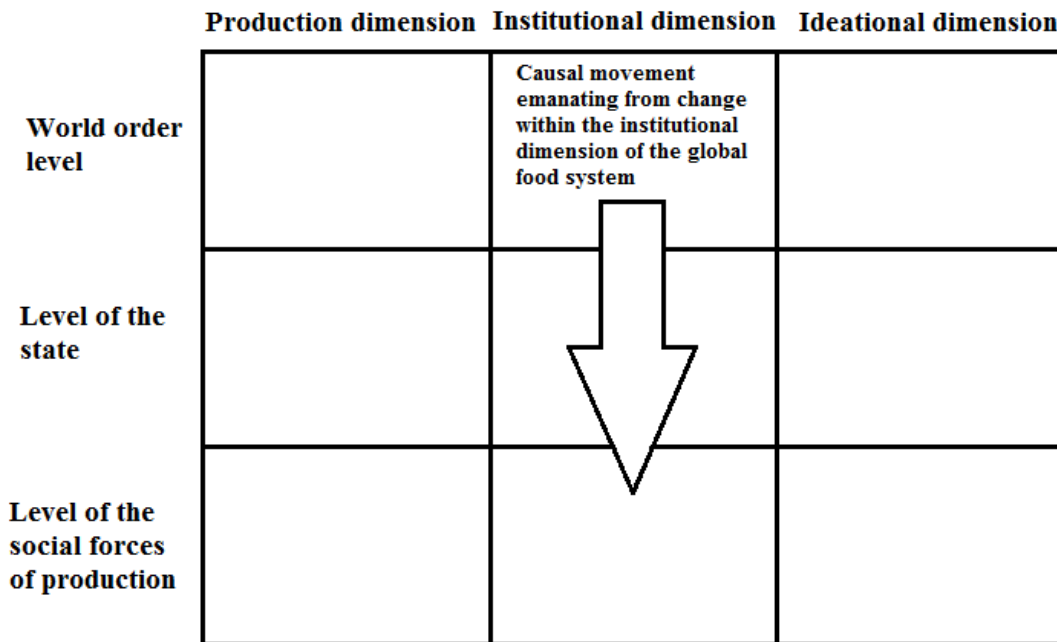 Production dimension Institutional dimension Ideational dimension
World order
level
Causal movement
emanating from change
within the institutional
dimension of the global
food system
Level of the
state
Level of the
social forces
of production